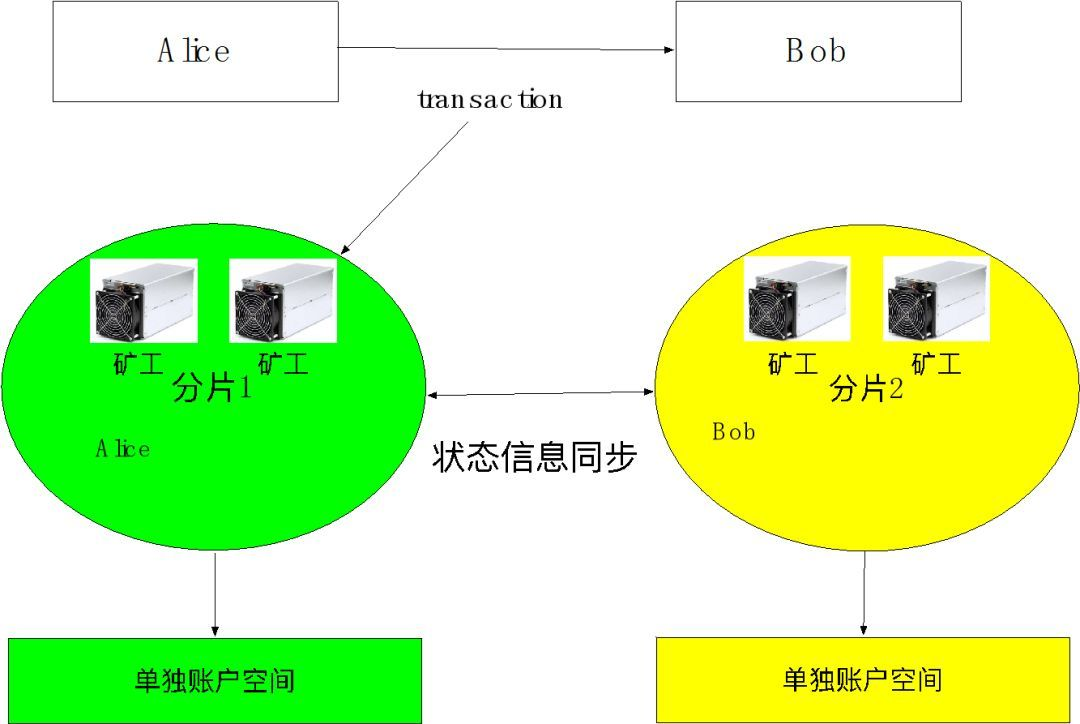 Alice
Bob
transaction
矿工 矿工
分片1
Alice
矿工 矿工
分片2
Bob
状态信息同步
单独账户空间
单独账户空间